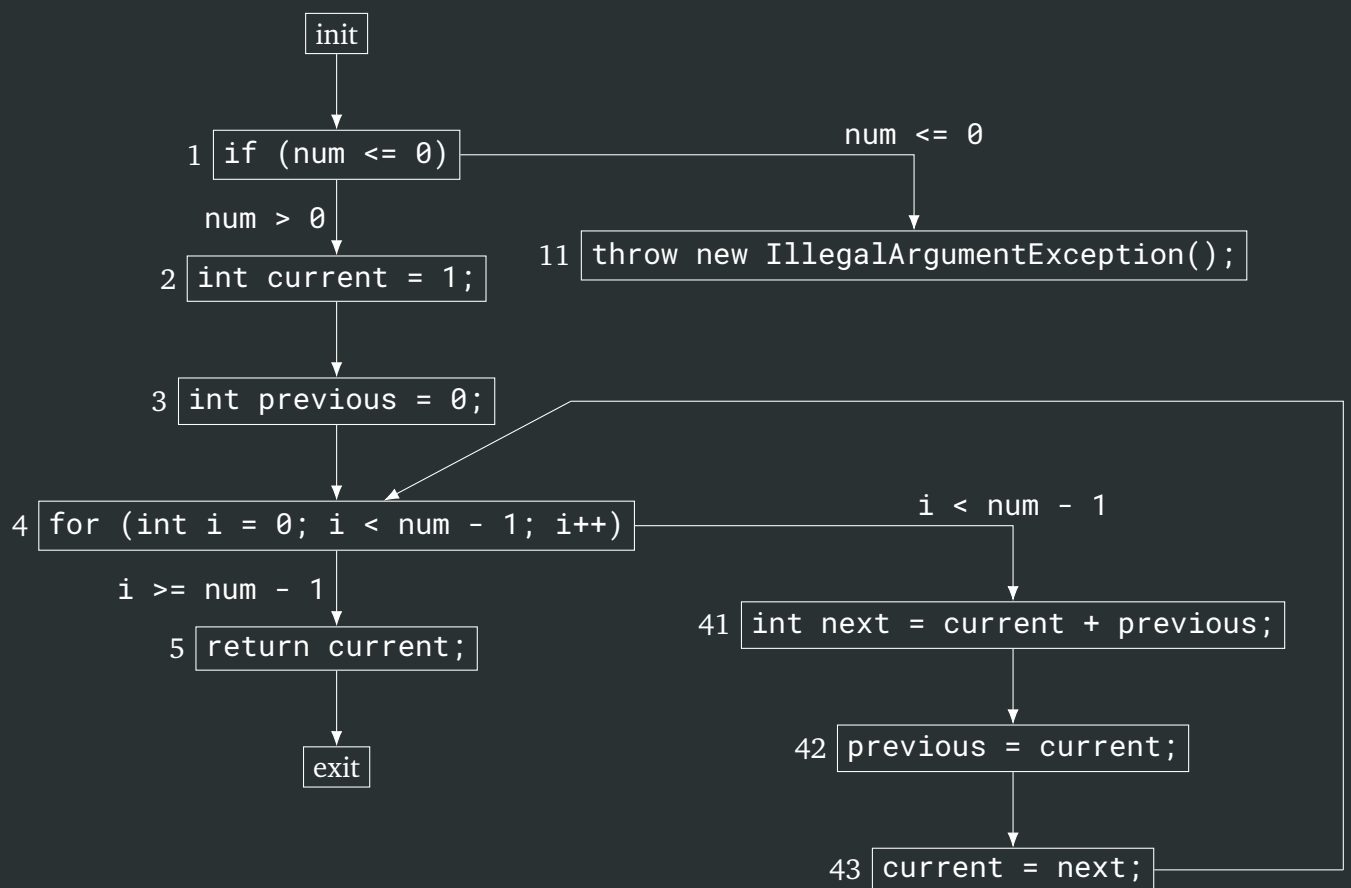 init
num <= 0
1 if (num <= 0)
num > 0
11 throw new IllegalArgumentException();
2 int current = 1;
3 int previous = 0;
i < num - 1
4 for (int i = 0; i < num - 1; i++)
i >= num - 1
41 int next = current + previous;
5 return current;
42 previous = current;
exit
43 current = next;